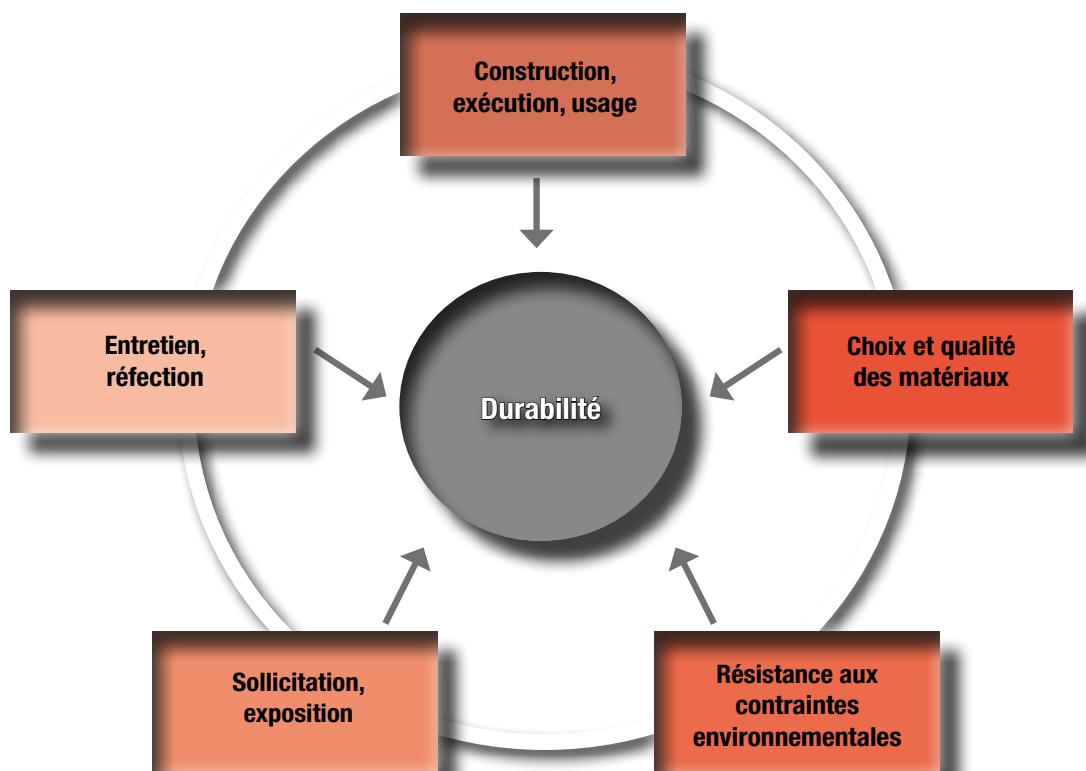 Construction,
exécution, usage
Entretien,
réfection
Choix et qualité
des matériaux
Durabilité
Sollicitation,
exposition
Résistance aux
contraintes
environnementales